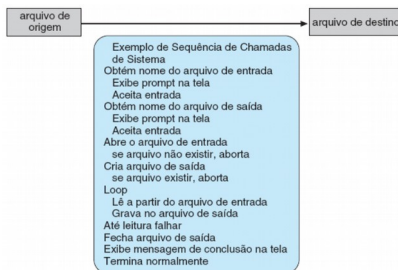 arquivo de
origem
arquivo de destino
Exemplo de Sequência de Chamadas
de Sistema
Obtém nome do arquivo de entrada
Exibe prompt na tela
Aceita entrada
Obtém nome do arquivo de saída
Exibe prompt na tela
Aceita entrada
Abre o arquivo de entrada
se arquivo não existir, aborta
Cria arquivo de saída
se arquivo existir, aborta
Loop
Lê a partir do arquivo de entrada
Grava no arquivo de saída
Até leitura falhar
Fecha arquivo de saída
Exibe mensagem de conclusão na tela
Termina normalmente